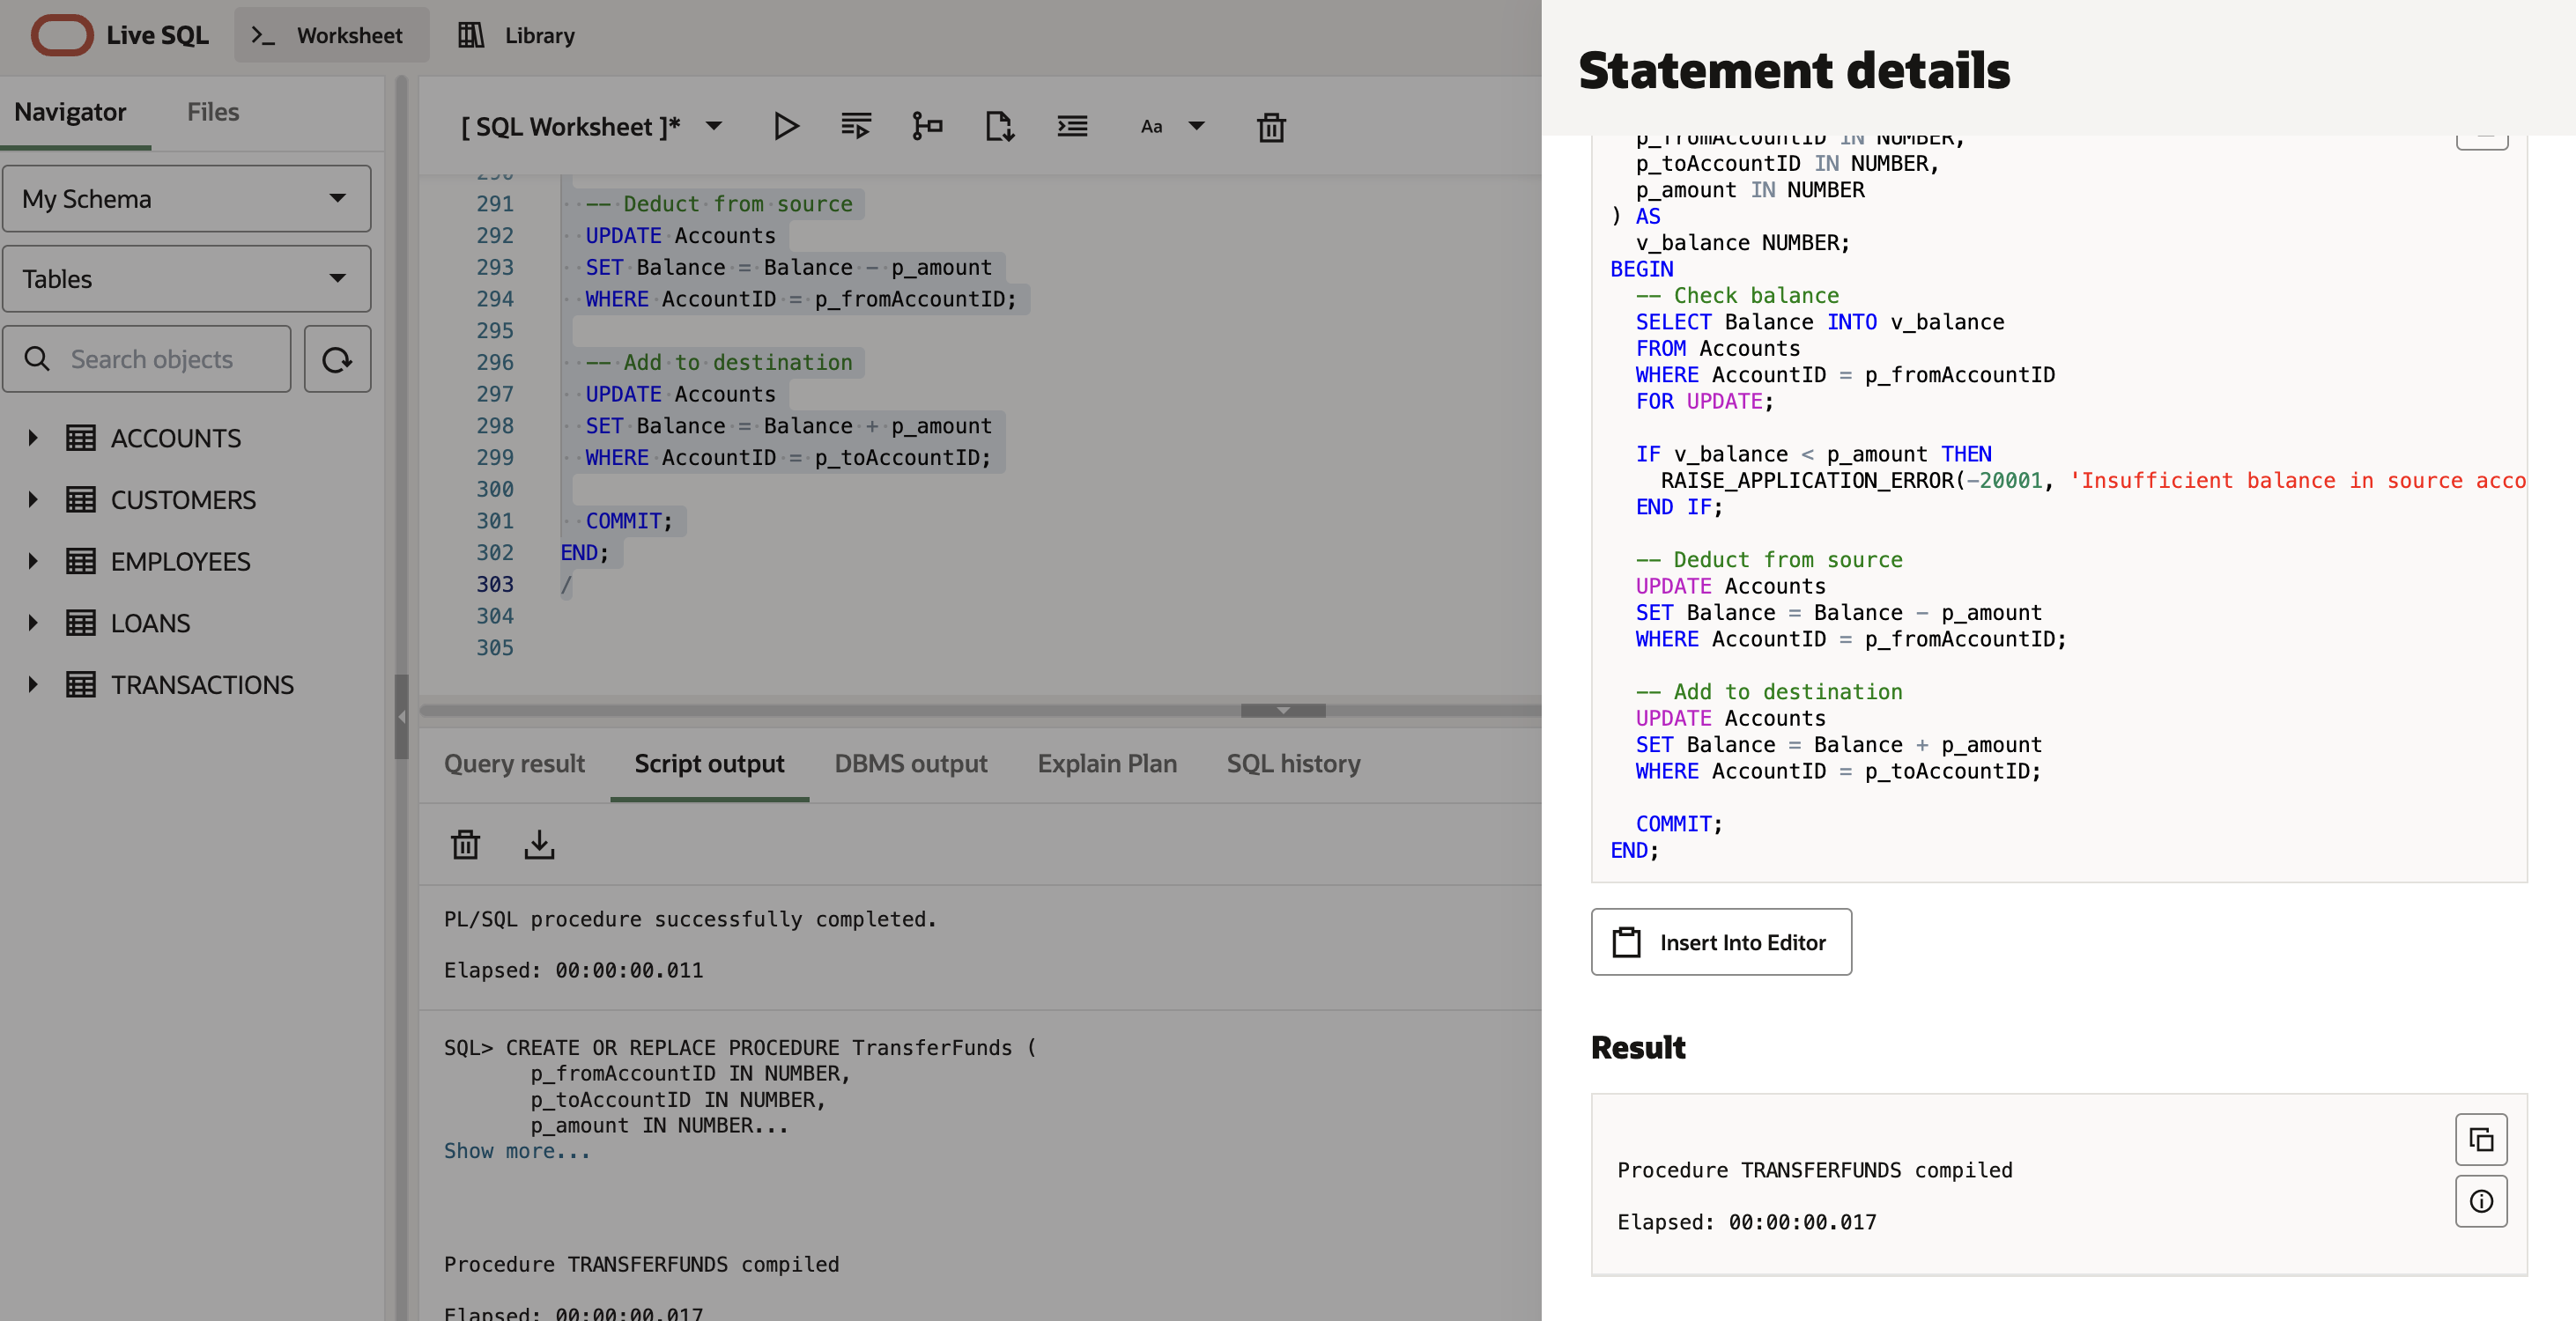 Live SQL
Worksheet
Library
Navigator
Files
My Schema
Tables
Search objects
ACCOUNTS
CUSTOMERS
EMPLOYEES
LOANS
TRANSACTIONS
[ SQL Worksheet ]*
Aa
290
291 -- Deduct from source
292 UPDATE Accounts
293 SET Balance = Balance - p_amount
294 WHERE AccountID = p_fromAccountID;
295
296 -- Add to destination
297 UPDATE Accounts
298 SET Balance = Balance + p_amount
299 WHERE AccountID = p_toAccountID;
300
301 COMMIT;
302 END;
303 /
304
305
Query result
Script output
DBMS output
Explain Plan
SQL history
PL/SQL procedure successfully completed.
Elapsed: 00:00:00.011
SQL> CREATE OR REPLACE PROCEDURE TransferFunds (
p_fromAccountID IN NUMBER,
p_toAccountID IN NUMBER,
p_amount IN NUMBER...
Show more...
Procedure TRANSFERFUNDS compiled
Elapsed: 00:00:00.017
Statement details
p_fromAccountID IN NUMBER,
p_toAccountID IN NUMBER,
p_amount IN NUMBER
) AS
v_balance NUMBER;
BEGIN
-- Check balance
SELECT Balance INTO v_balance
FROM Accounts
WHERE AccountID = p_fromAccountID
FOR UPDATE;
IF v_balance < p_amount THEN
RAISE_APPLICATION_ERROR(-20001, 'Insufficient balance in source acco
END IF;
-- Deduct from source
UPDATE Accounts
SET Balance = Balance - p_amount
WHERE AccountID = p_fromAccountID;
-- Add to destination
UPDATE Accounts
SET Balance = Balance + p_amount
WHERE AccountID = p_toAccountID;
COMMIT;
END;
Insert Into Editor
Result
Procedure TRANSFERFUNDS compiled
Elapsed: 00:00:00.017